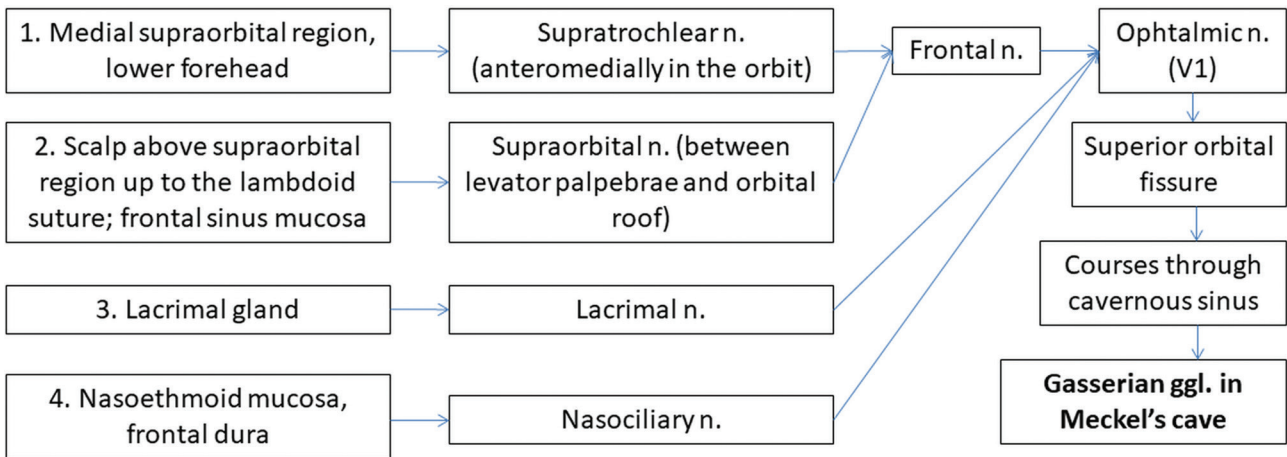 1. Medial supraorbital region,
lower forehead
Supratrochlear n.
(anteromedially in the orbit)
Frontal n.
Ophtalmic n.
(V1)
2. Scalp above supraorbital
region up to the lambdoid
suture; frontal sinus mucosa
Supraorbital n. (between
levator palpebrae and orbital
roof)
Superior orbital
fissure
3. Lacrimal gland
Lacrimal n.
Courses through
cavernous sinus
4. Nasoethmoid mucosa,
frontal dura
Nasociliary n.
Gasserian ggl. in
Meckel's cave